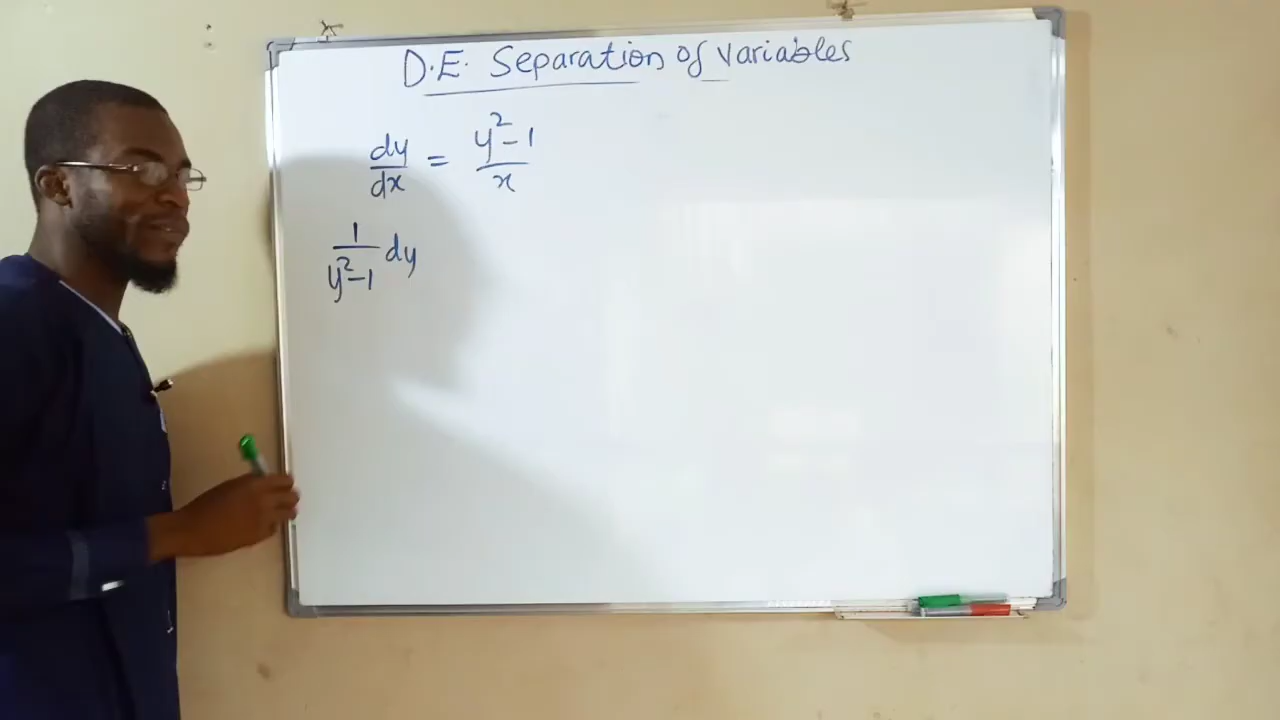 D.E. Separation of variables
dy/dx = y²-1/x
1/y²-1 dy